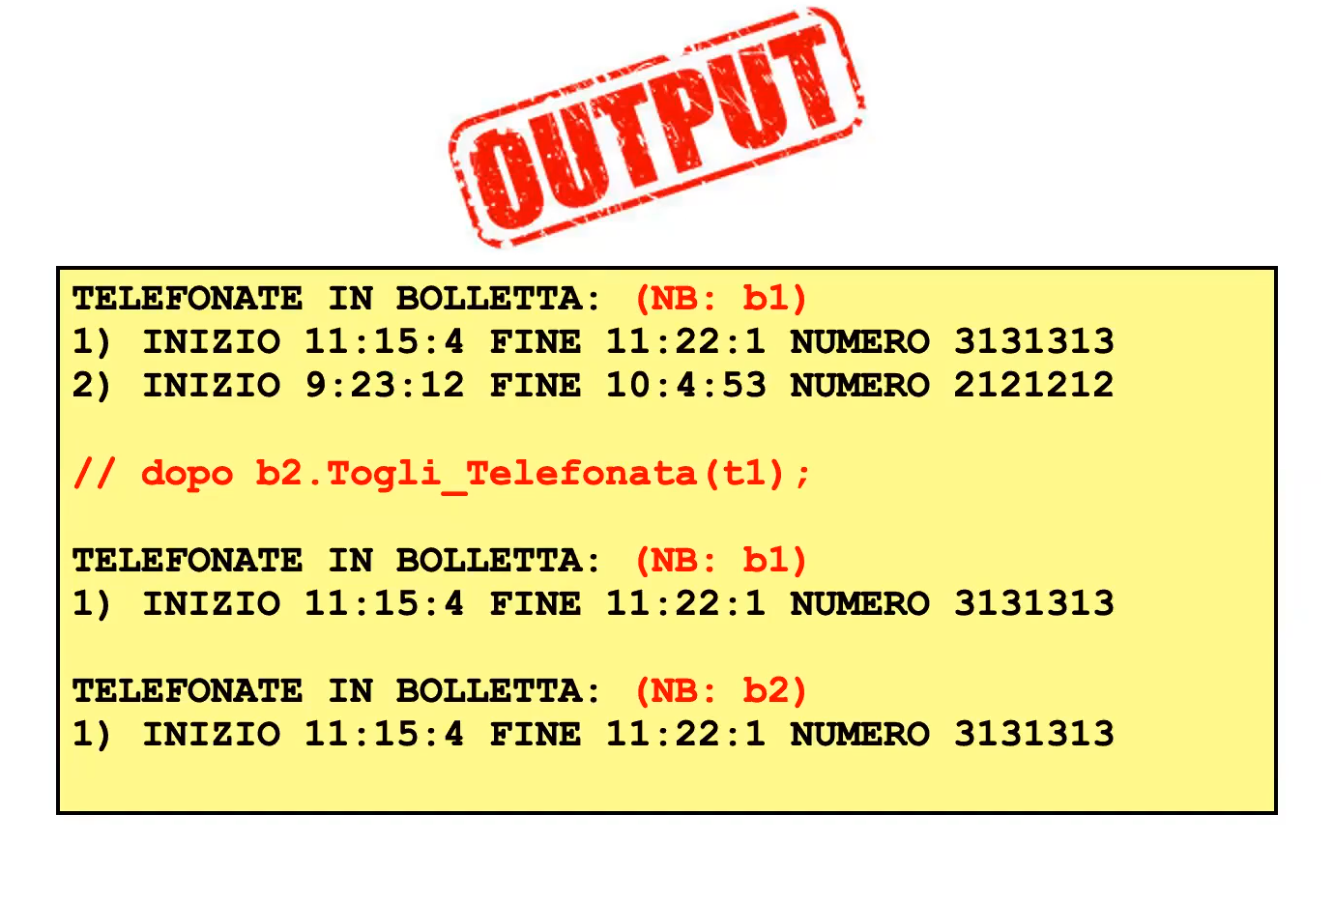 OUTPUT
TELEFONATE IN BOLLETTA: (NB: b1)
1) INIZIO 11:15:4 FINE 11:22:1 NUMERO 3131313
2) INIZIO 9:23:12 FINE 10:4:53 NUMERO 2121212
// dopo b2.Togli_Telefonata(t1);
TELEFONATE IN BOLLETTA: (NB: b1)
1) INIZIO 11:15:4 FINE 11:22:1 NUMERO 3131313
TELEFONATE IN BOLLETTA: (NB: b2)
1) INIZIO 11:15:4 FINE 11:22:1 NUMERO 3131313